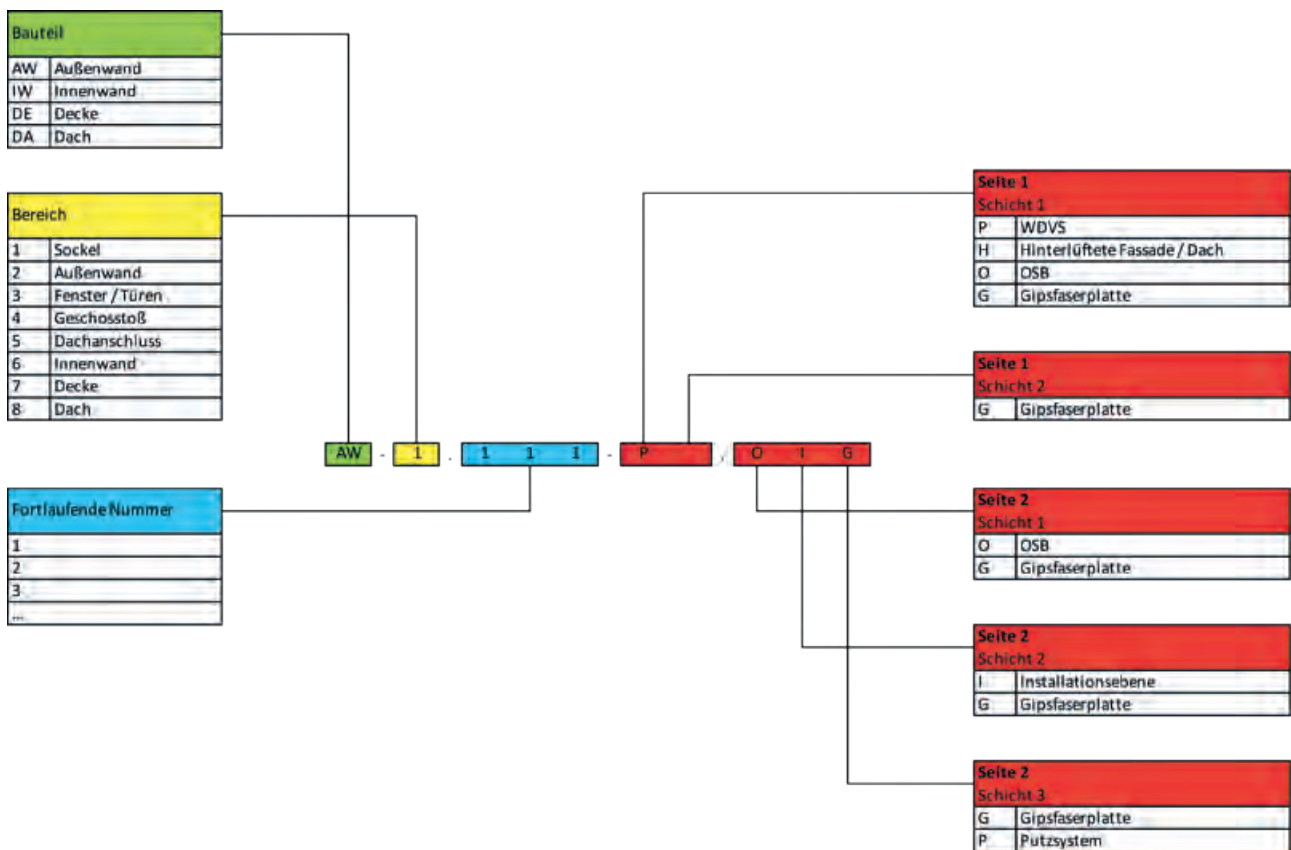 Bauteil
AW Außenwand
IW Innenwand
DE Decke
DA Dach
Bereich
1 Sockel
2 Außenwand
3 Fenster / Türen
4 Geschosstoß
5 Dachanschluss
6 Innenwand
7 Decke
8 Dach
AW - 1 . 1 1 1 - P , O I G
Fortlaufende Nummer
1
2
3
...
Seite 1
Schicht 1
P WDVS
H Hinterlüftete Fassade / Dach
O OSB
G Gipsfaserplatte
Seite 1
Schicht 2
G Gipsfaserplatte
Seite 2
Schicht 1
O OSB
G Gipsfaserplatte
Seite 2
Schicht 2
I Installationsebene
G Gipsfaserplatte
Seite 2
Schicht 3
G Gipsfaserplatte
P Putzsystem